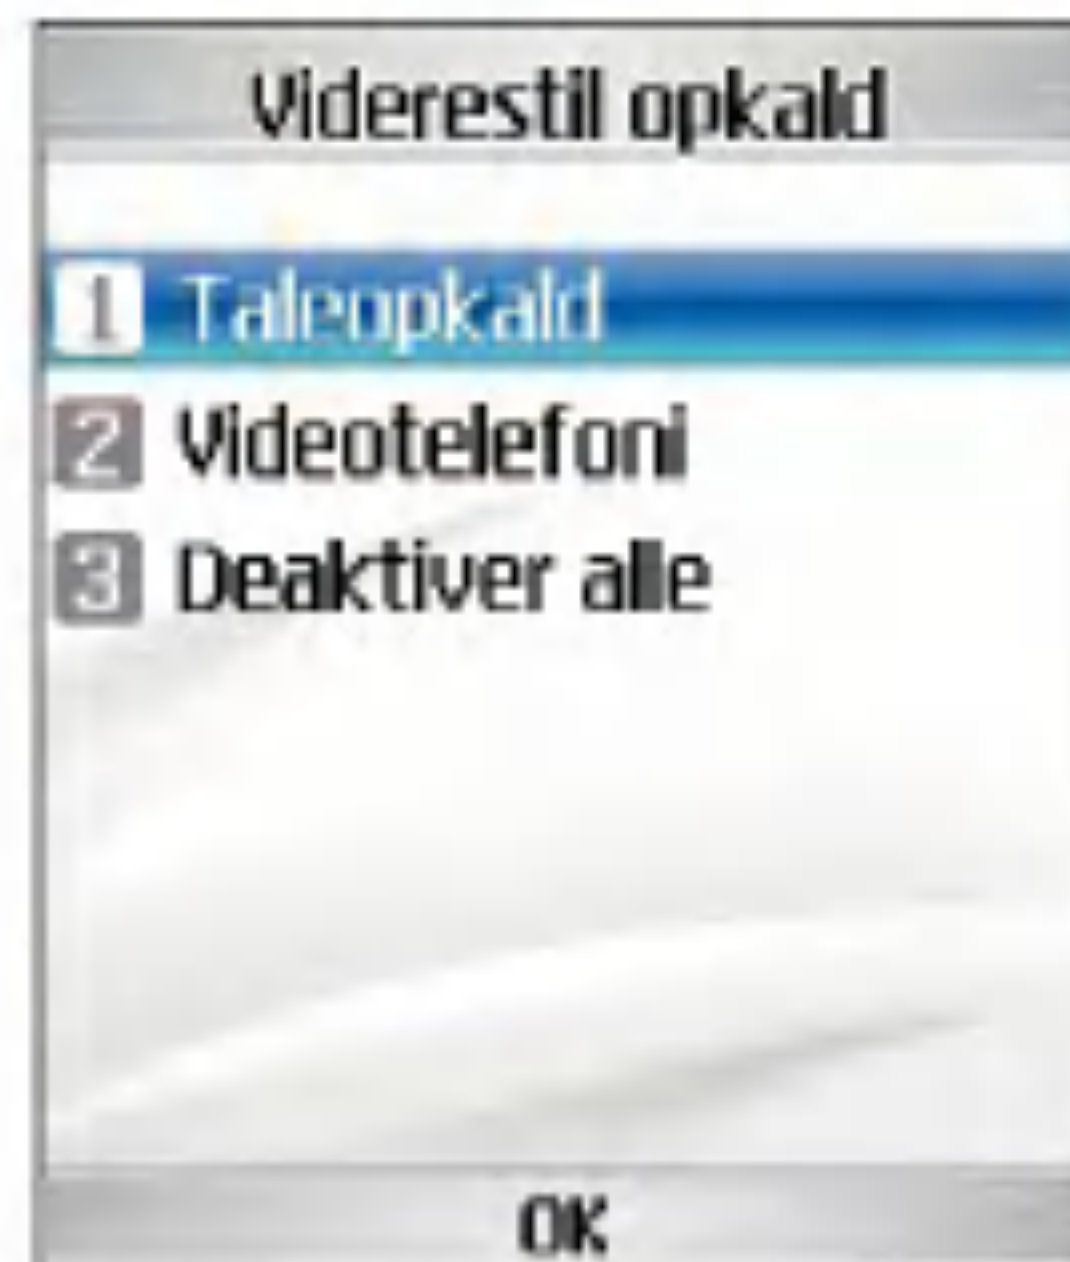 Viderestil opkald
1 Taleopkald
2 Videotelefoni
3 Deaktiver alle
OK